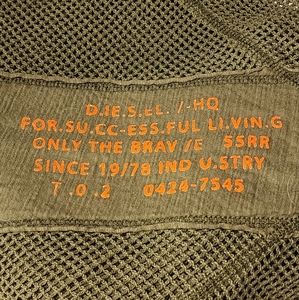 D.IE.S.EL. /-HQ
FOR.SU.CC-ESS.FUL LI.VIN.G
ONLY THE BRAV /E 55RR
SINCE 19/78 IND U.STRY
T .0.2 0424-7545